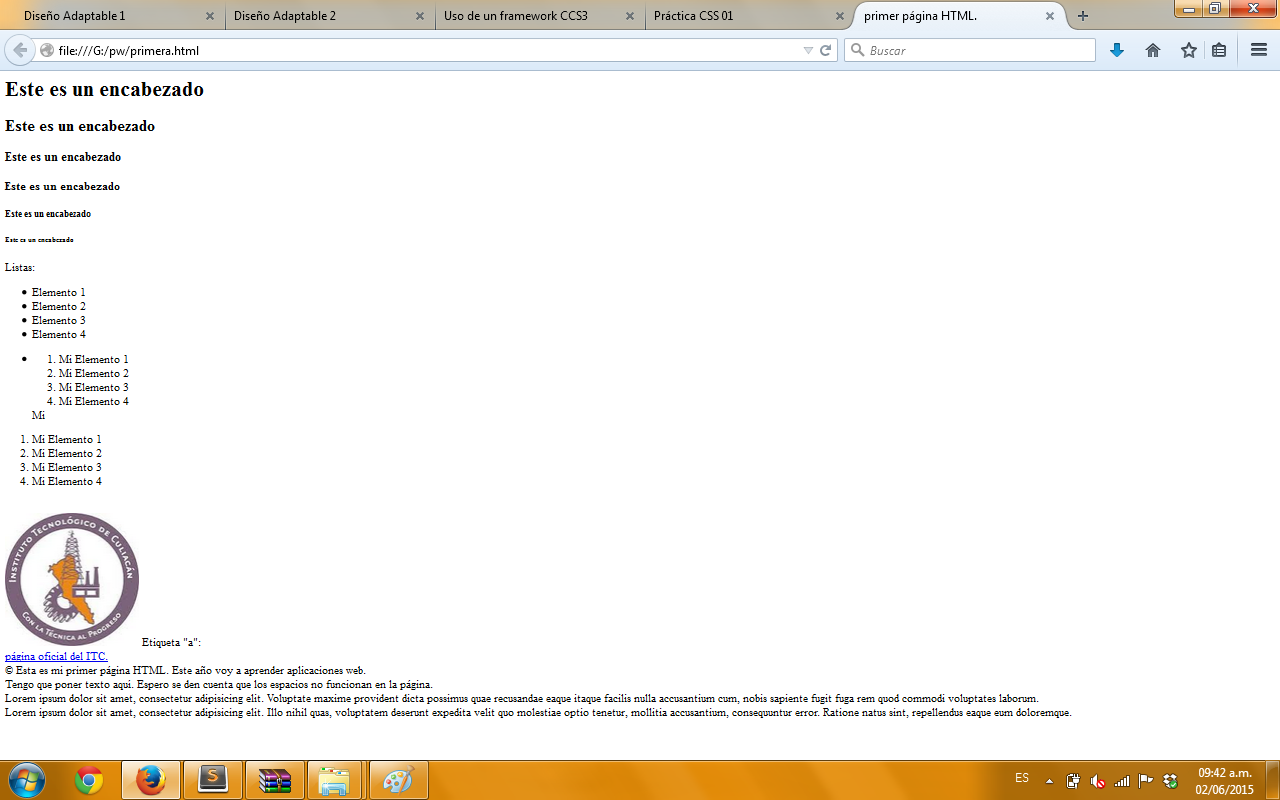 Diseño Adaptable 1
Diseño Adaptable 2
Uso de un framework CCS3
Práctica CSS 01
primer página HTML.
file:///G:/pw/primera.html
Buscar
Este es un encabezado
Este es un encabezado
Este es un encabezado
Este es un encabezado
Este es un encabezado
Este es un encabezado
Listas:
• Elemento 1
• Elemento 2
• Elemento 3
• Elemento 4
• 1. Mi Elemento 1
2. Mi Elemento 2
3. Mi Elemento 3
4. Mi Elemento 4
Mi
1. Mi Elemento 1
2. Mi Elemento 2
3. Mi Elemento 3
4. Mi Elemento 4
INSTITUTO TECNOLÓGICO DE CULIACÁN
CON LA TÉCNICA AL PROGRESO
Etiqueta "a":
página oficial del ITC.
© Esta es mi primer página HTML. Este año voy a aprender aplicaciones web.
Tengo que poner texto aqui. Espero se den cuenta que los espacios no funcionan en la página.
Lorem ipsum dolor sit amet, consectetur adipisicing elit. Voluptate maxime provident dicta possimus quae recusandae eaque itaque facilis nulla accusantium cum, nobis sapiente fugit fuga rem quod commodi voluptates laborum.
Lorem ipsum dolor sit amet, consectetur adipisicing elit. Illo nihil quas, voluptatem deserunt expedita velit quo molestiae optio tenetur, mollitia accusantium, consequuntur error. Ratione natus sint, repellendus eaque eum doloremque.
S
ES
09:42 a.m.
02/06/2015